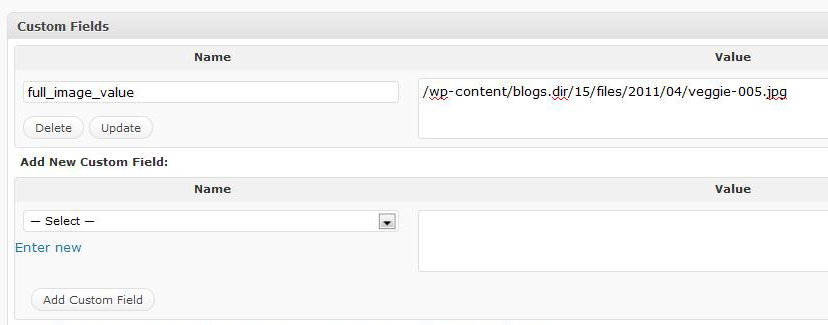 Custom Fields
Name Value
full_image_value /wp-content/blogs.dir/15/files/2011/04/veggie-005.jpg
Delete Update
Add New Custom Field:
Name Value
— Select —
Enter new
Add Custom Field